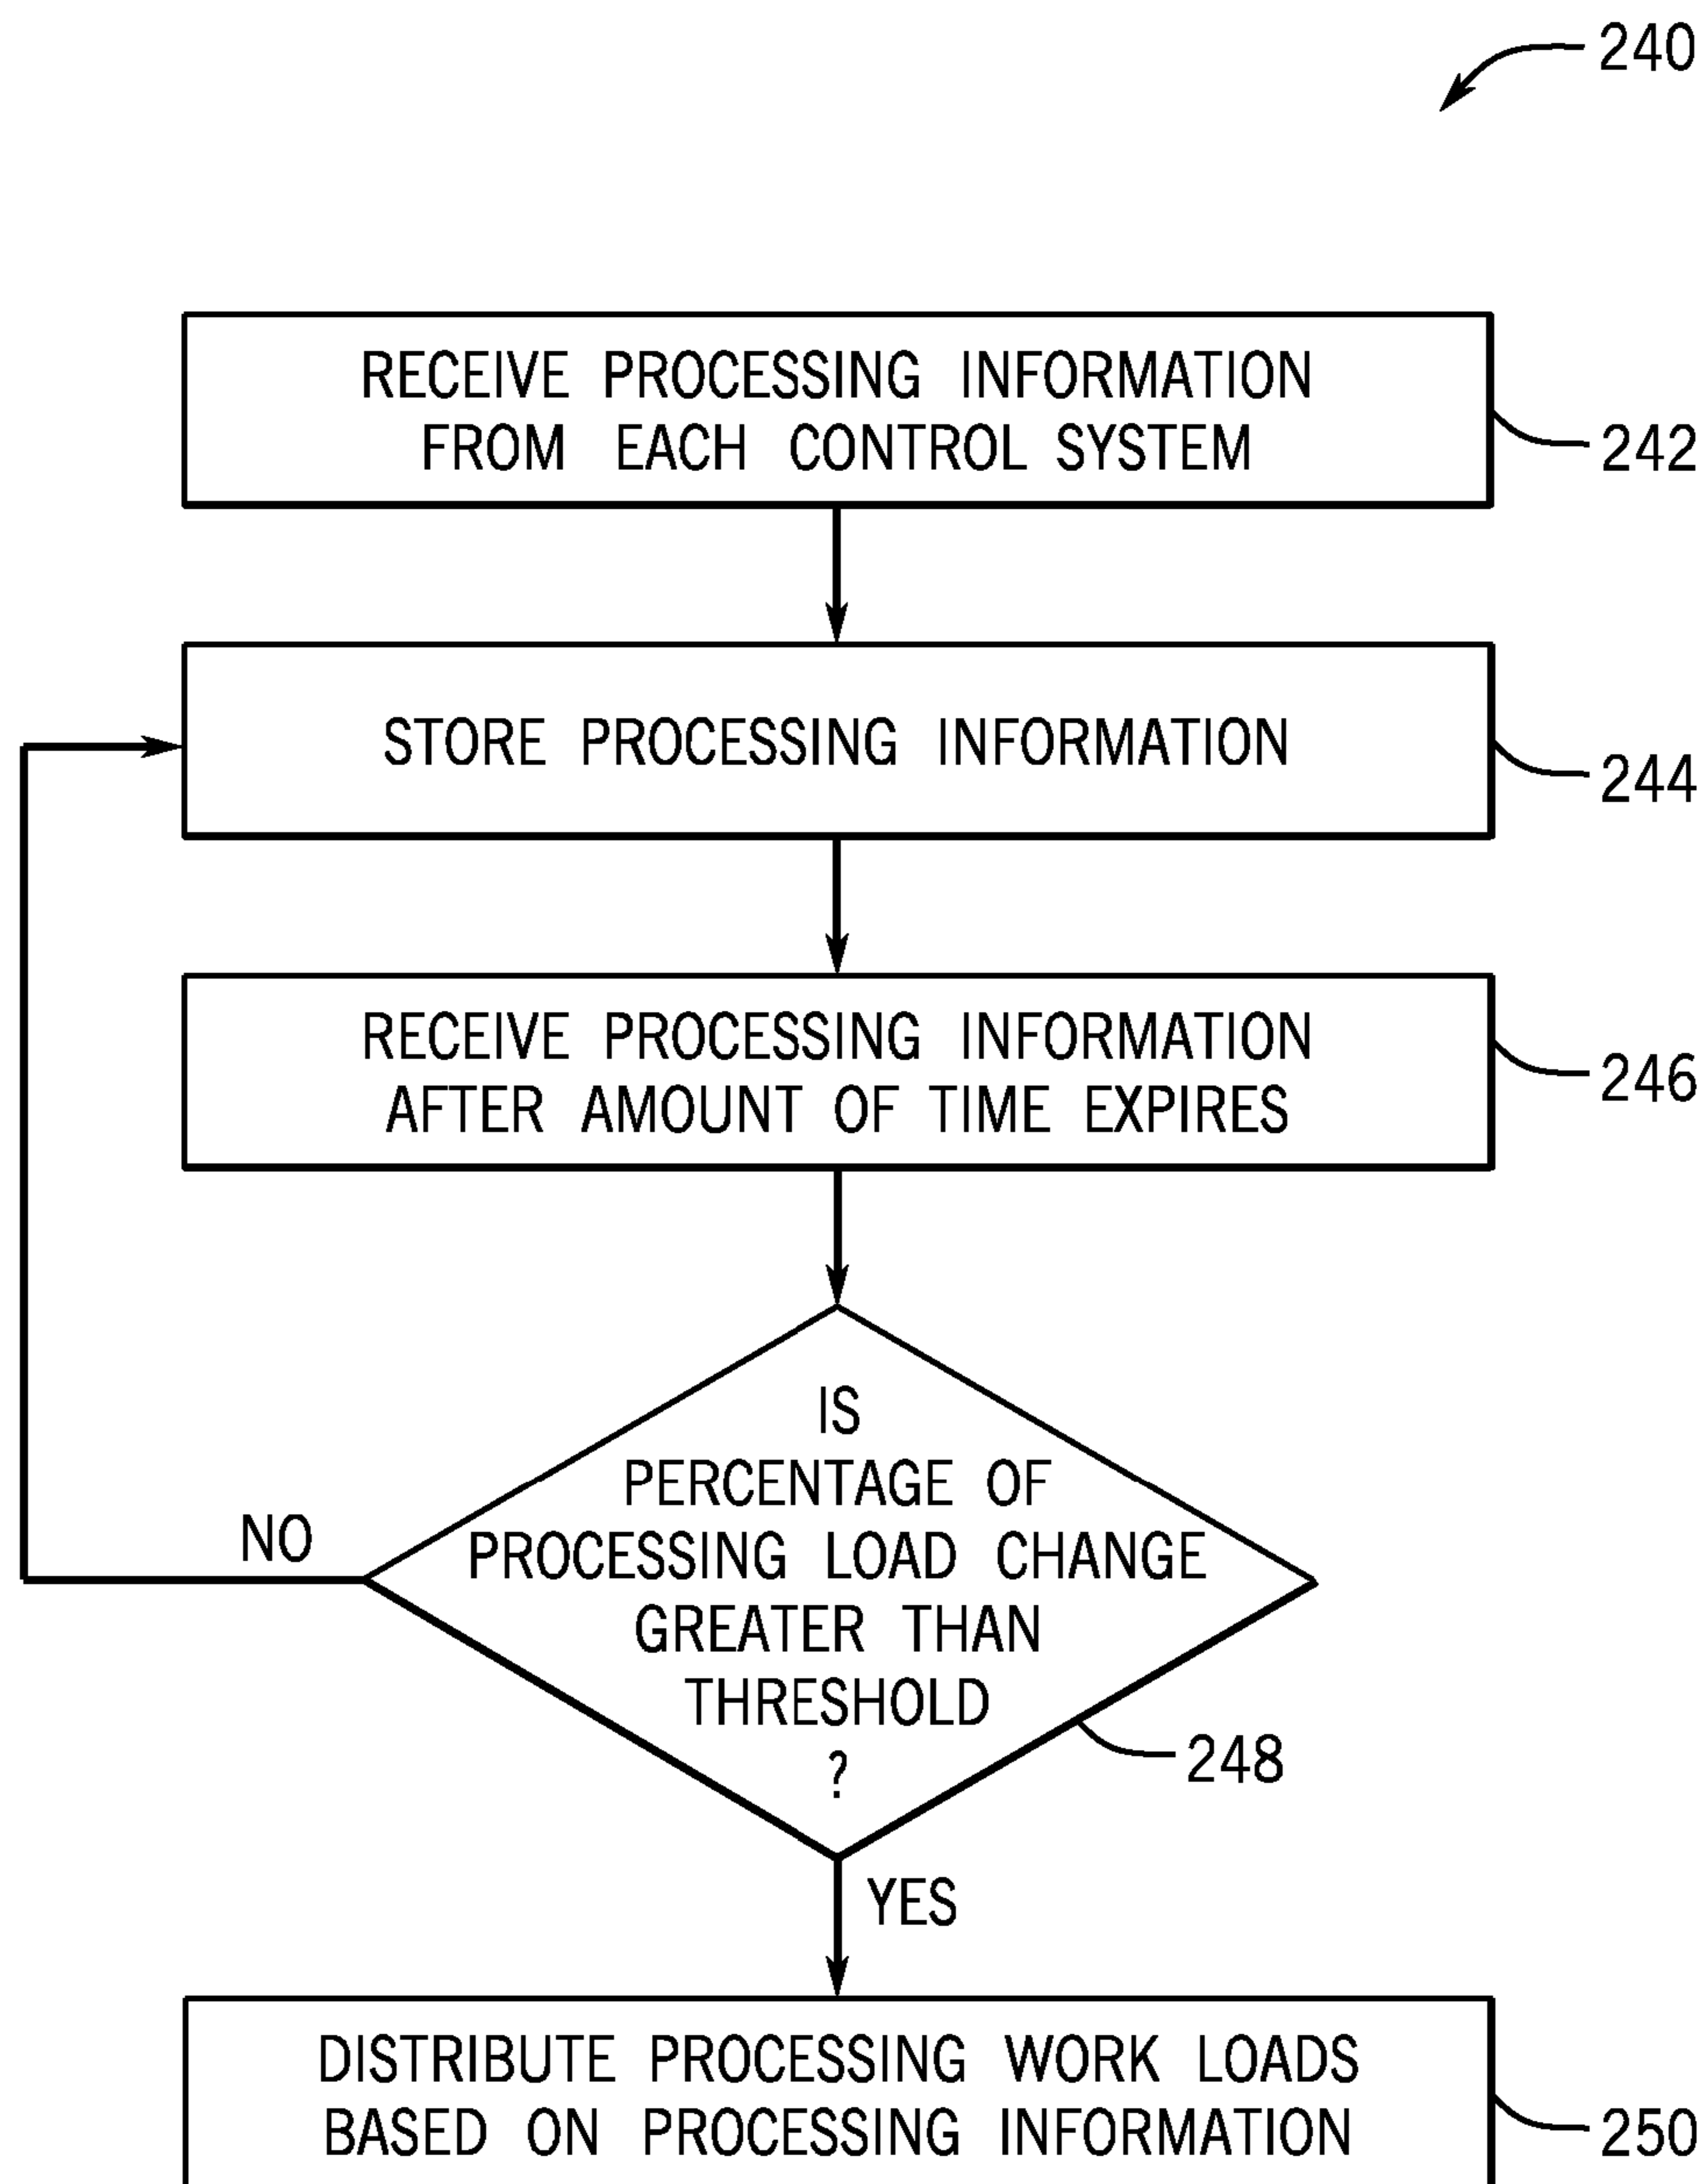 240
RECEIVE PROCESSING INFORMATION
FROM EACH CONTROL SYSTEM
242
STORE PROCESSING INFORMATION
244
RECEIVE PROCESSING INFORMATION
AFTER AMOUNT OF TIME EXPIRES
246
IS
PERCENTAGE OF
PROCESSING LOAD CHANGE
GREATER THAN
THRESHOLD
?
NO
248
YES
DISTRIBUTE PROCESSING WORK LOADS
BASED ON PROCESSING INFORMATION
250